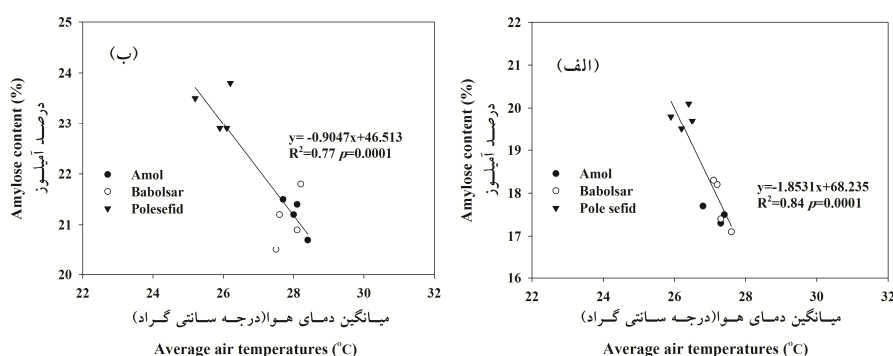 (ب)
Amylose content (%)
درصد آمیلوز
25
24
23
22
21
20
y= -0.9047x+46.513
R²=0.77 p=0.0001
Amol
Babolsar
Polesefid
22 24 26 28 30 32
میانگین دمای هوا(درجه سانتی گراد)
Average air temperatures (°C)
(الف)
Amylose content (%)
درصد آمیلوز
22
21
20
19
18
17
16
y=-1.8531x+68.235
R²=0.84 p=0.0001
Amol
Babolsar
Pole sefid
22 24 26 28 30 32
میانگین دمای هوا(درجه سانتی گراد)
Average air temperatures (°C)